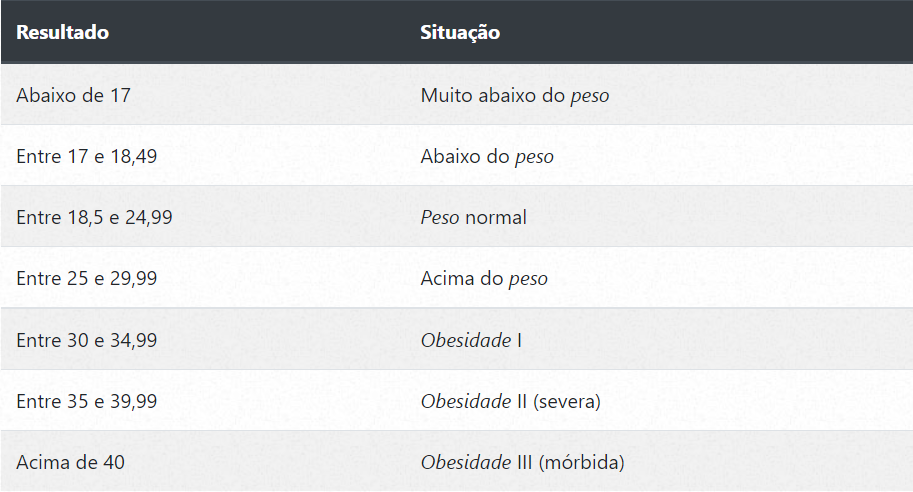 Resultado Situação
Abaixo de 17 Muito abaixo do peso
Entre 17 e 18,49 Abaixo do peso
Entre 18,5 e 24,99 Peso normal
Entre 25 e 29,99 Acima do peso
Entre 30 e 34,99 Obesidade I
Entre 35 e 39,99 Obesidade II (severa)
Acima de 40 Obesidade III (mórbida)